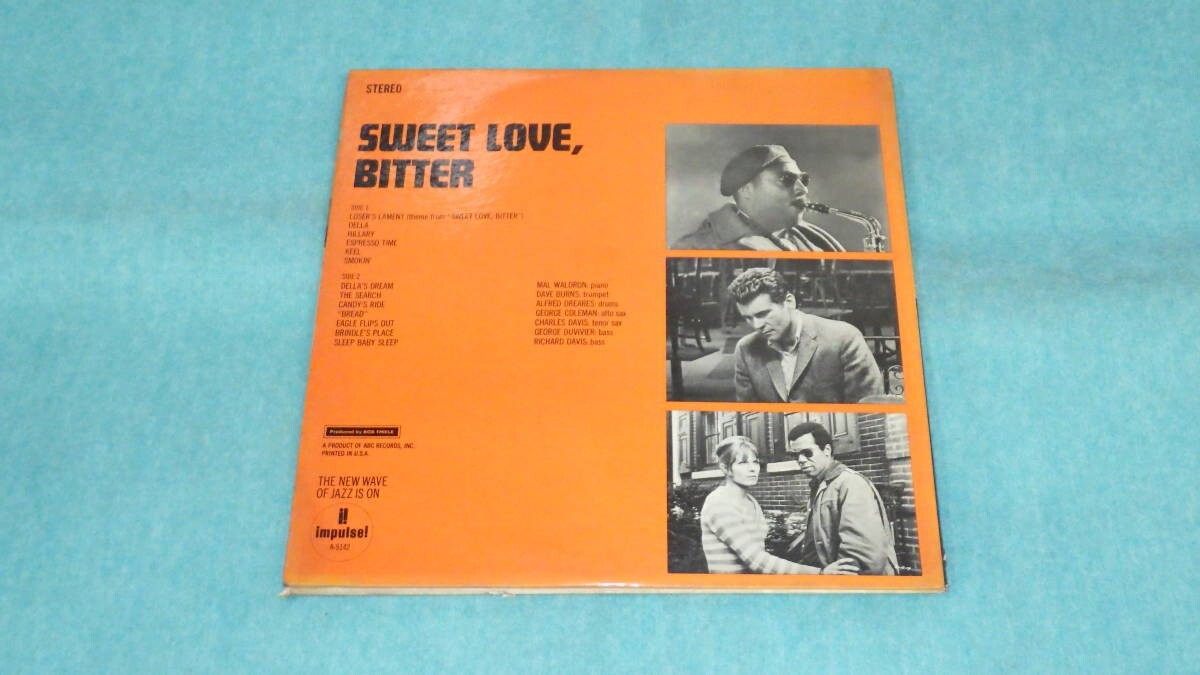 STEREO
SWEET LOVE,
BITTER
SIDE 1
LOSER'S LAMENT (theme from "SWEET LOVE, BITTER")
DELLA
HILLARY
ESPRESSO TIME
KEEL
SMOKIN'
SIDE 2
DELLA'S DREAM
THE SEARCH
CANDY'S RIDE
"BREAD"
EAGLE FLIPS OUT
BRINDLE'S PLACE
SLEEP BABY SLEEP
MAL WALDRON: piano
DAVE BURNS: trumpet
ALFRED DREARES: drums
GEORGE COLEMAN: alto sax
CHARLES DAVIS: tenor sax
GEORGE DUVIVIER: bass
RICHARD DAVIS: bass
Produced by BOB THIELE
A PRODUCT OF ABC RECORDS, INC.
PRINTED IN U.S.A.
THE NEW WAVE
OF JAZZ IS ON
impulse!
A-9142